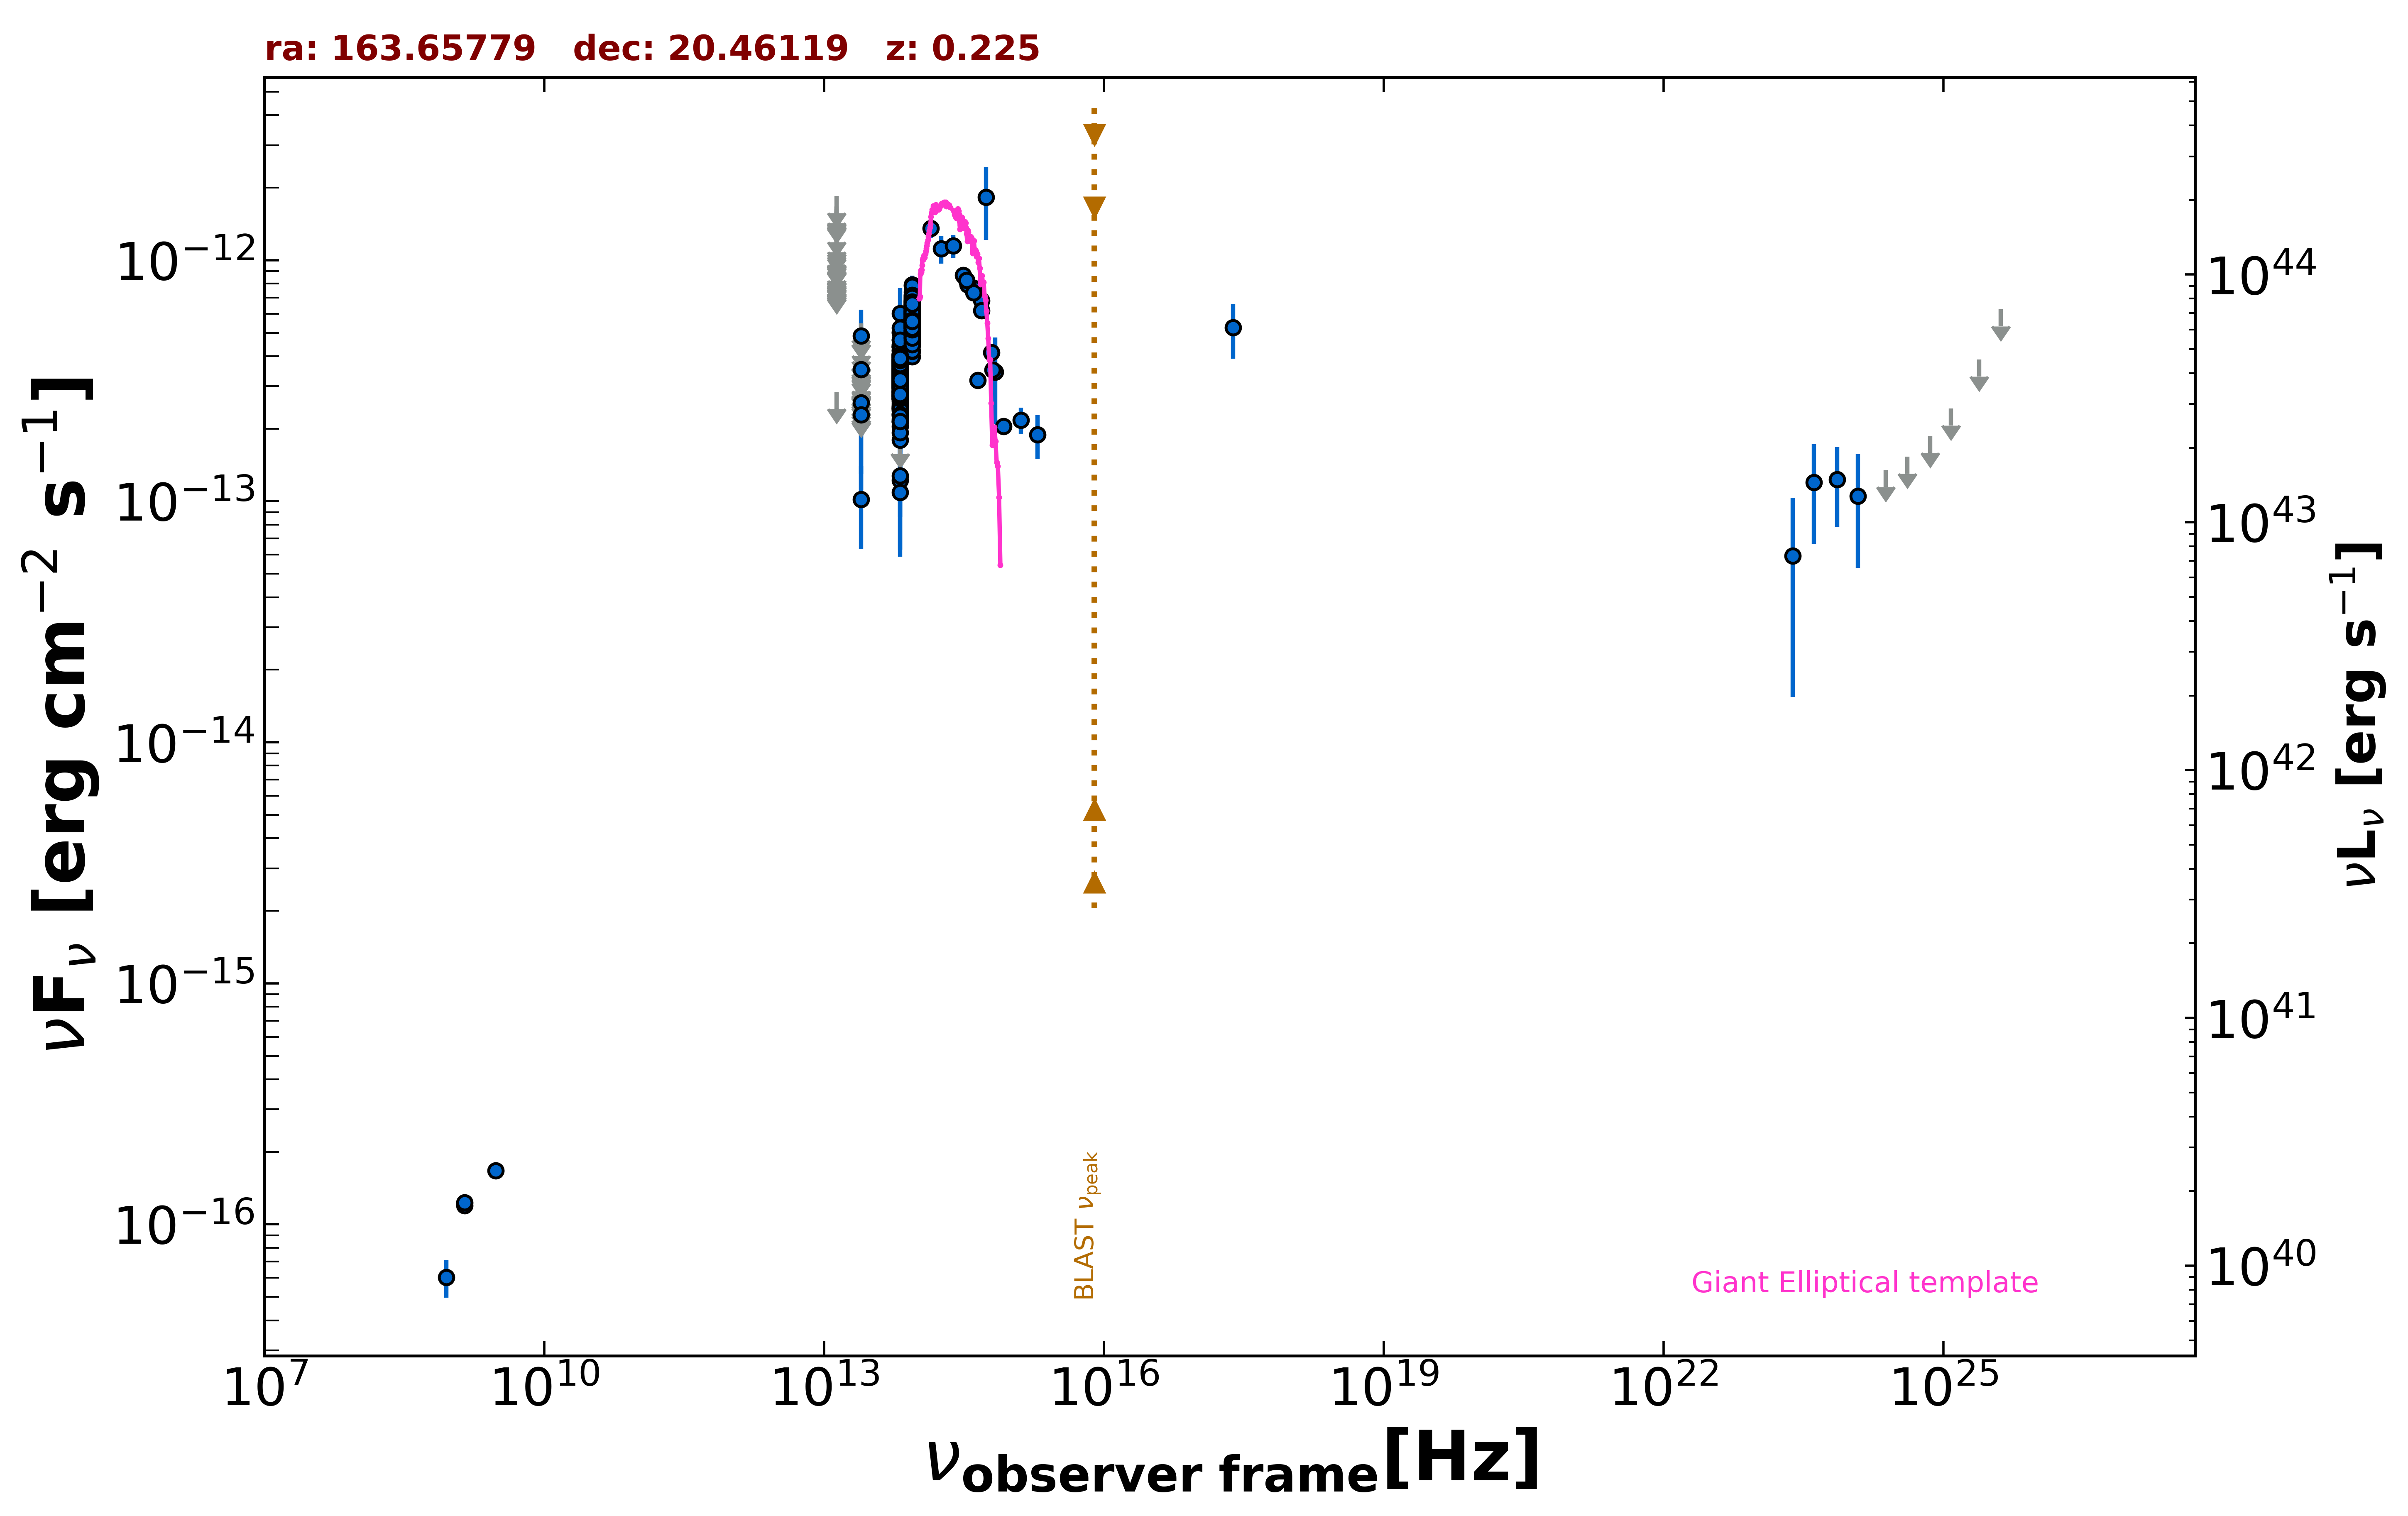 ra: 163.65779   dec: 20.46119   z: 0.225
νFν [erg cm−2 s−1]
10−12
10−13
10−14
10−15
10−16
1044
1043
1042
1041
1040
νLν [erg s−1]
BLAST νpeak
Giant Elliptical template
107
1010
1013
1016
1019
1022
1025
νobserver frame[Hz]